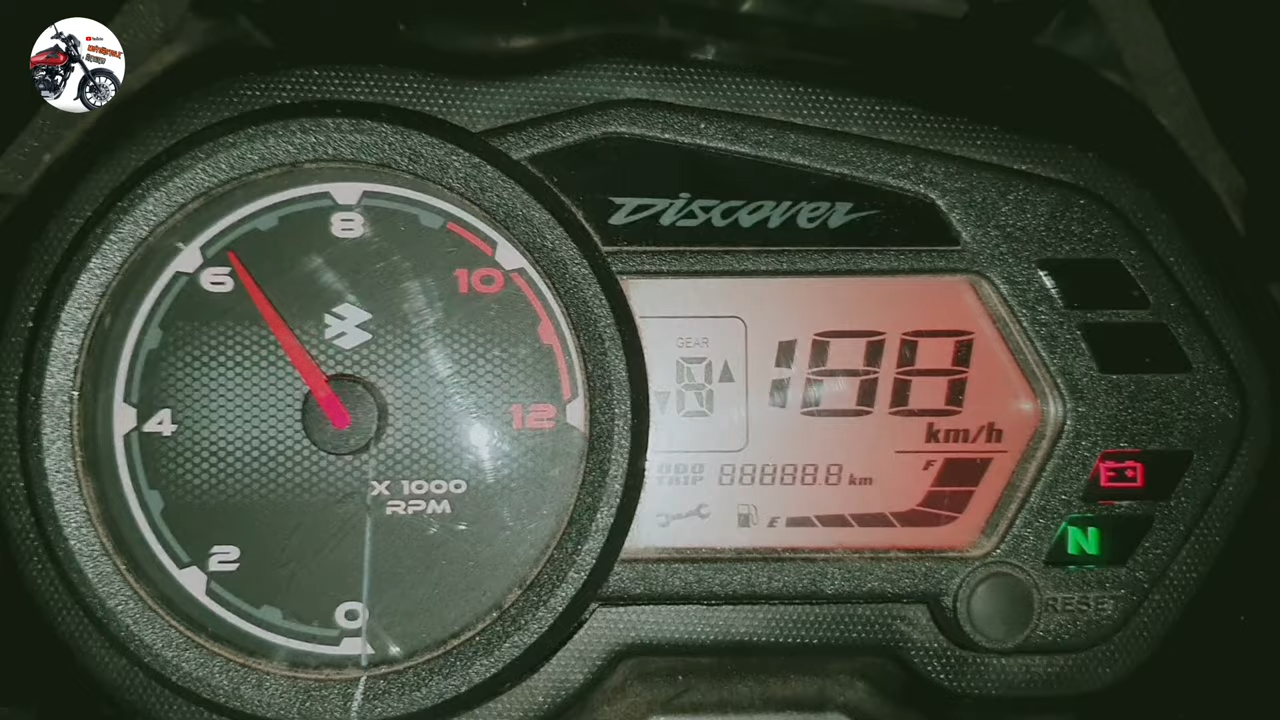 Discover
8
6
10
4
12
X 1000
RPM
2
0
GEAR
8
188
km/h
ODO
TRIP
88888.8 km
F
E
N
RESET